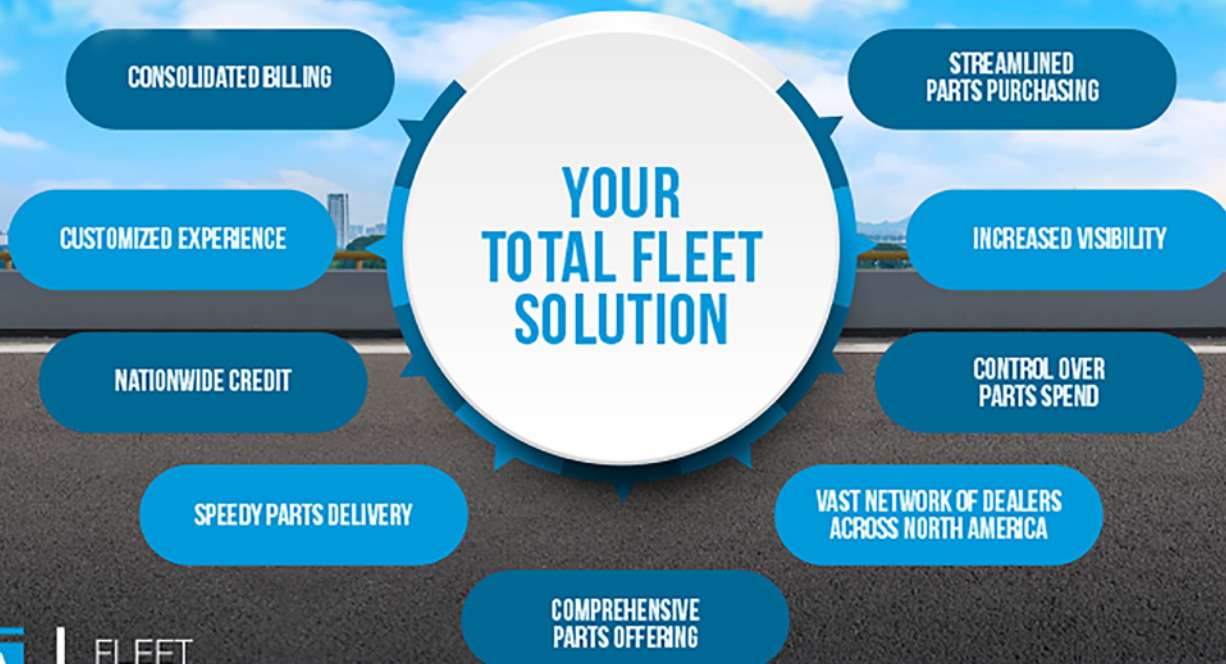 CONSOLIDATED BILLING
STREAMLINED
PARTS PURCHASING
YOUR
TOTAL FLEET
SOLUTION
CUSTOMIZED EXPERIENCE
INCREASED VISIBILITY
NATIONWIDE CREDIT
CONTROL OVER
PARTS SPEND
SPEEDY PARTS DELIVERY
VAST NETWORK OF DEALERS
ACROSS NORTH AMERICA
COMPREHENSIVE
PARTS OFFERING
FLEET